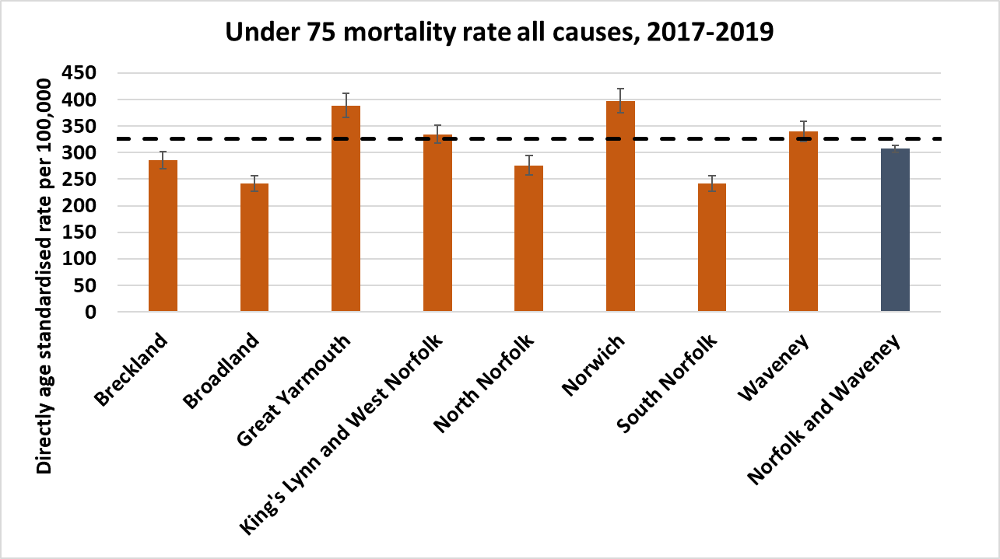 Under 75 mortality rate all causes, 2017-2019
Directly age standardised rate per 100,000
450
400
350
300
250
200
150
100
50
0
Breckland
Broadland
Great Yarmouth
King's Lynn and West Norfolk
North Norfolk
Norwich
South Norfolk
Waveney
Norfolk and Waveney